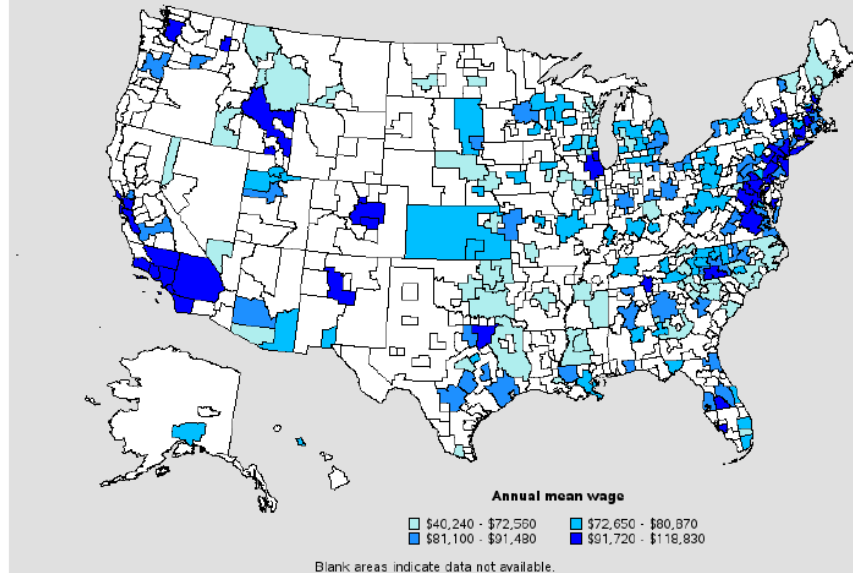 Annual mean wage
$40,240 - $72,560 $72,650 - $80,870
$81,100 - $91,480 $91,720 - $118,830
Blank areas indicate data not available.